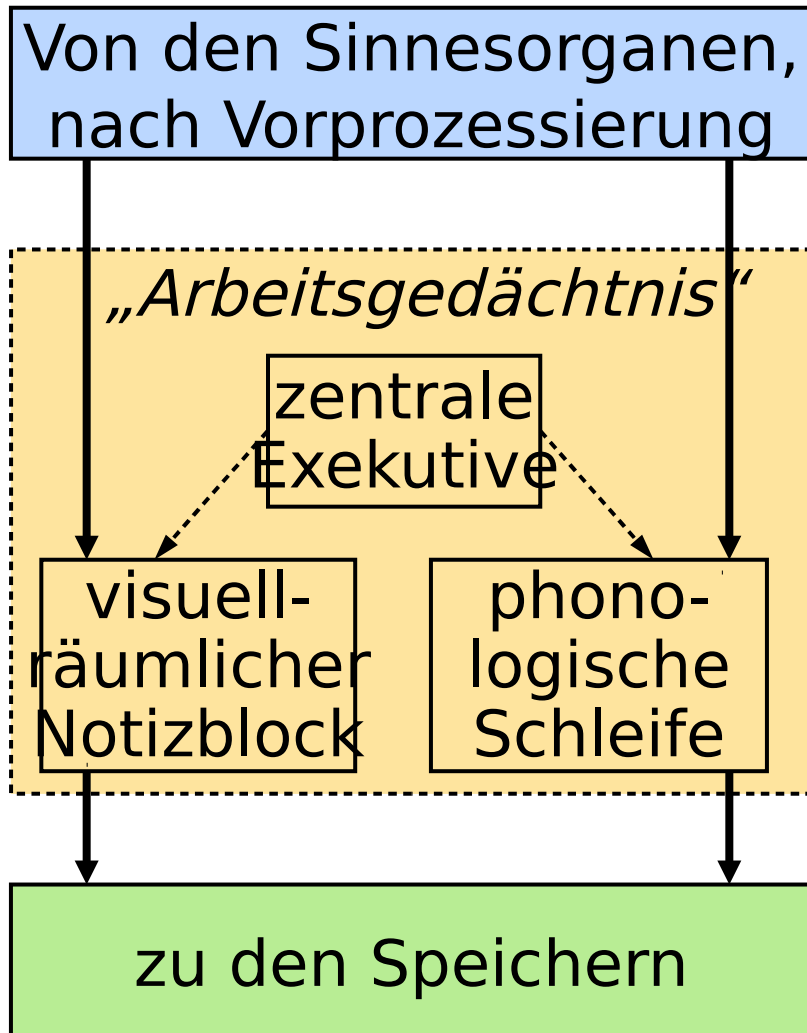 Von den Sinnesorganen,
nach Vorprozessierung
„Arbeitsgedächtnis“
zentrale
Exekutive
visuell-
räumlicher
Notizblock
phono-
logische
Schleife
zu den Speichern